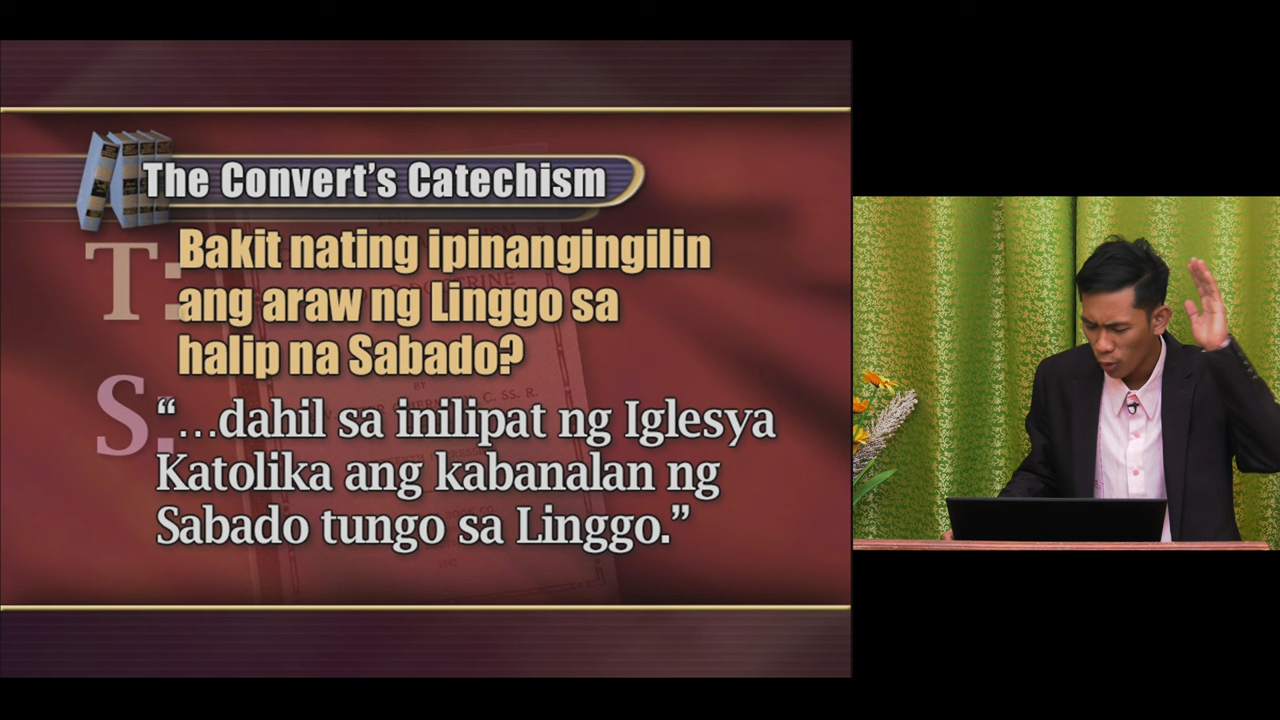 The Convert's Catechism
T: Bakit nating ipinangingilin
ang araw ng Linggo sa
halip na Sabado?
S: “...dahil sa inilipat ng Iglesya
Katolika ang kabanalan ng
Sabado tungo sa Linggo.”